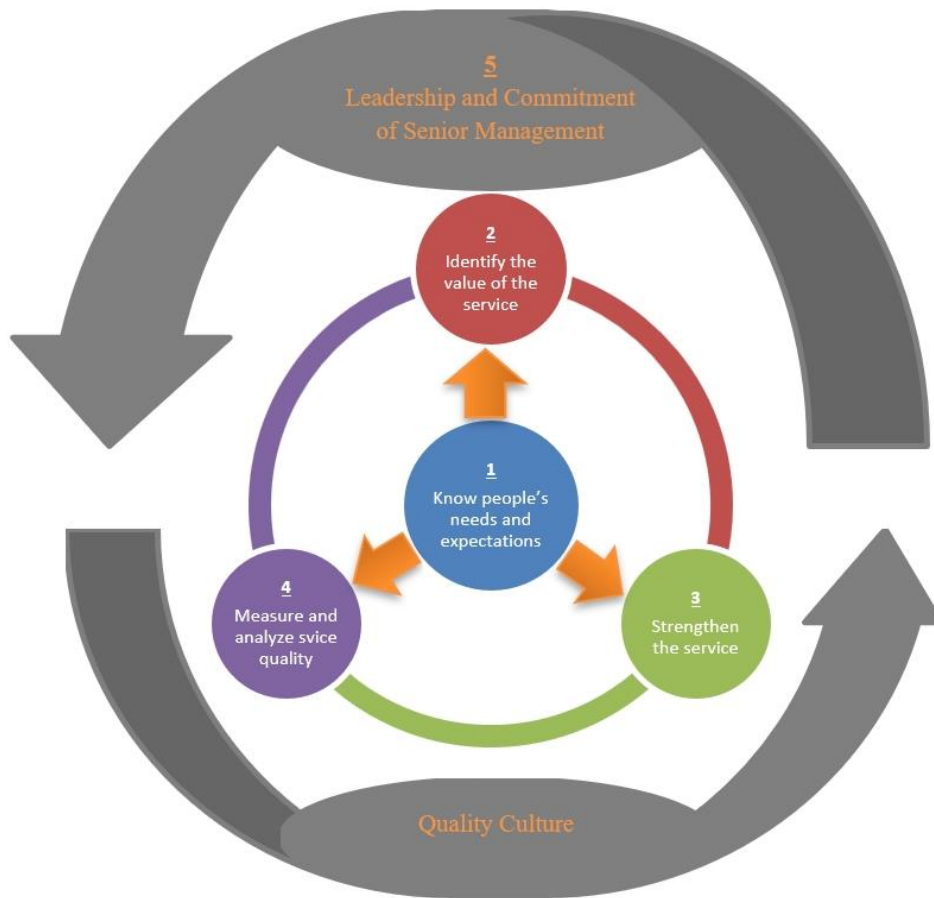 5
Leadership and Commitment
of Senior Management
2
Identify the
value of the
service
1
Know people’s
needs and
expectations
4
Measure and
analyze svice
quality
3
Strengthen
the service
Quality Culture